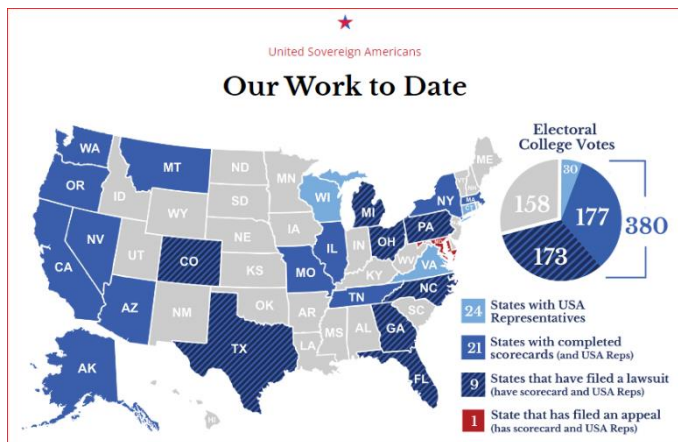 United Sovereign Americans
Our Work to Date
WA
MT
ND
MN
ME
OR
ID
SD
WI
NY
WY
MI
IA
PA
NV
NE
IL
IN
OH
UT
CO
WV
CA
KS
MO
KY
VA
TN
NC
AZ
NM
OK
AR
SC
MS
AL
GA
TX
LA
FL
AK
HI
Electoral
College Votes
30
158
177
380
173
24 States with USA
Representatives
21 States with completed
scorecards (and USA Reps)
9 States that have filed a lawsuit
(have scorecard and USA Reps)
1 State that has filed an appeal
(has scorecard and USA Reps)